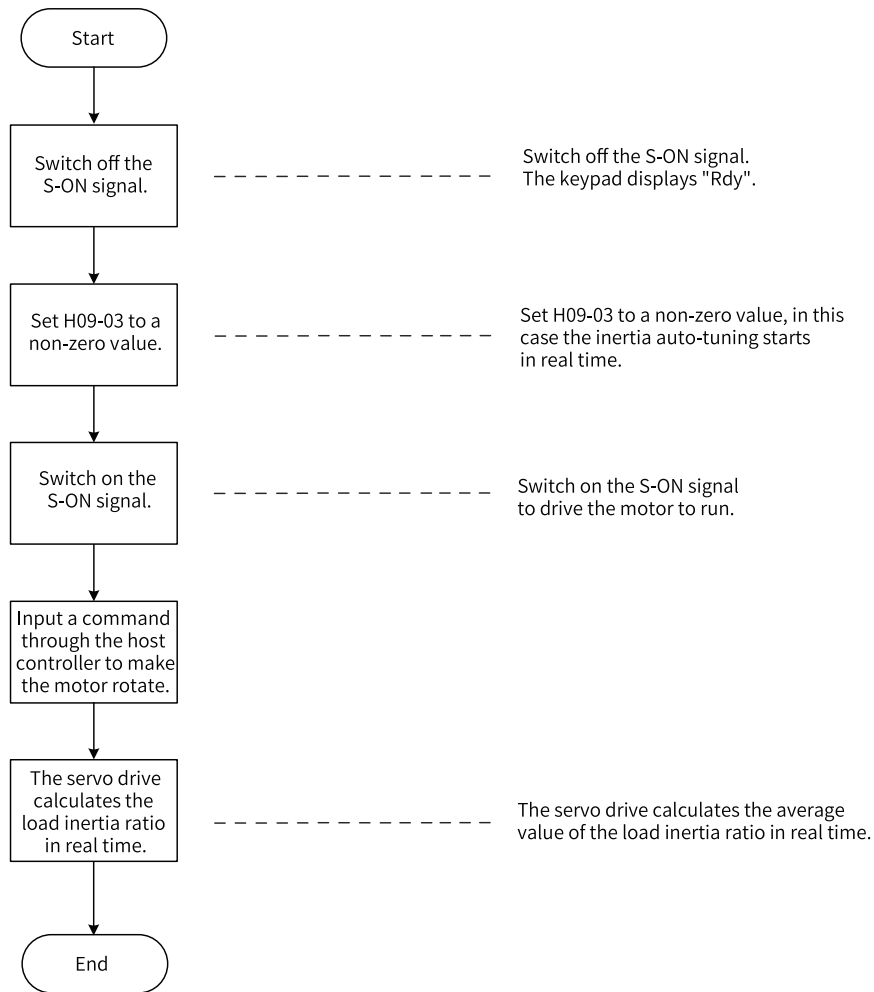 Start
Switch off the
S-ON signal.
Switch off the S-ON signal.
The keypad displays "Rdy".
Set H09-03 to a
non-zero value.
Set H09-03 to a non-zero value, in this
case the inertia auto-tuning starts
in real time.
Switch on the
S-ON signal.
Switch on the S-ON signal
to drive the motor to run.
Input a command
through the host
controller to make
the motor rotate.
The servo drive
calculates the
load inertia ratio
in real time.
The servo drive calculates the average
value of the load inertia ratio in real time.
End